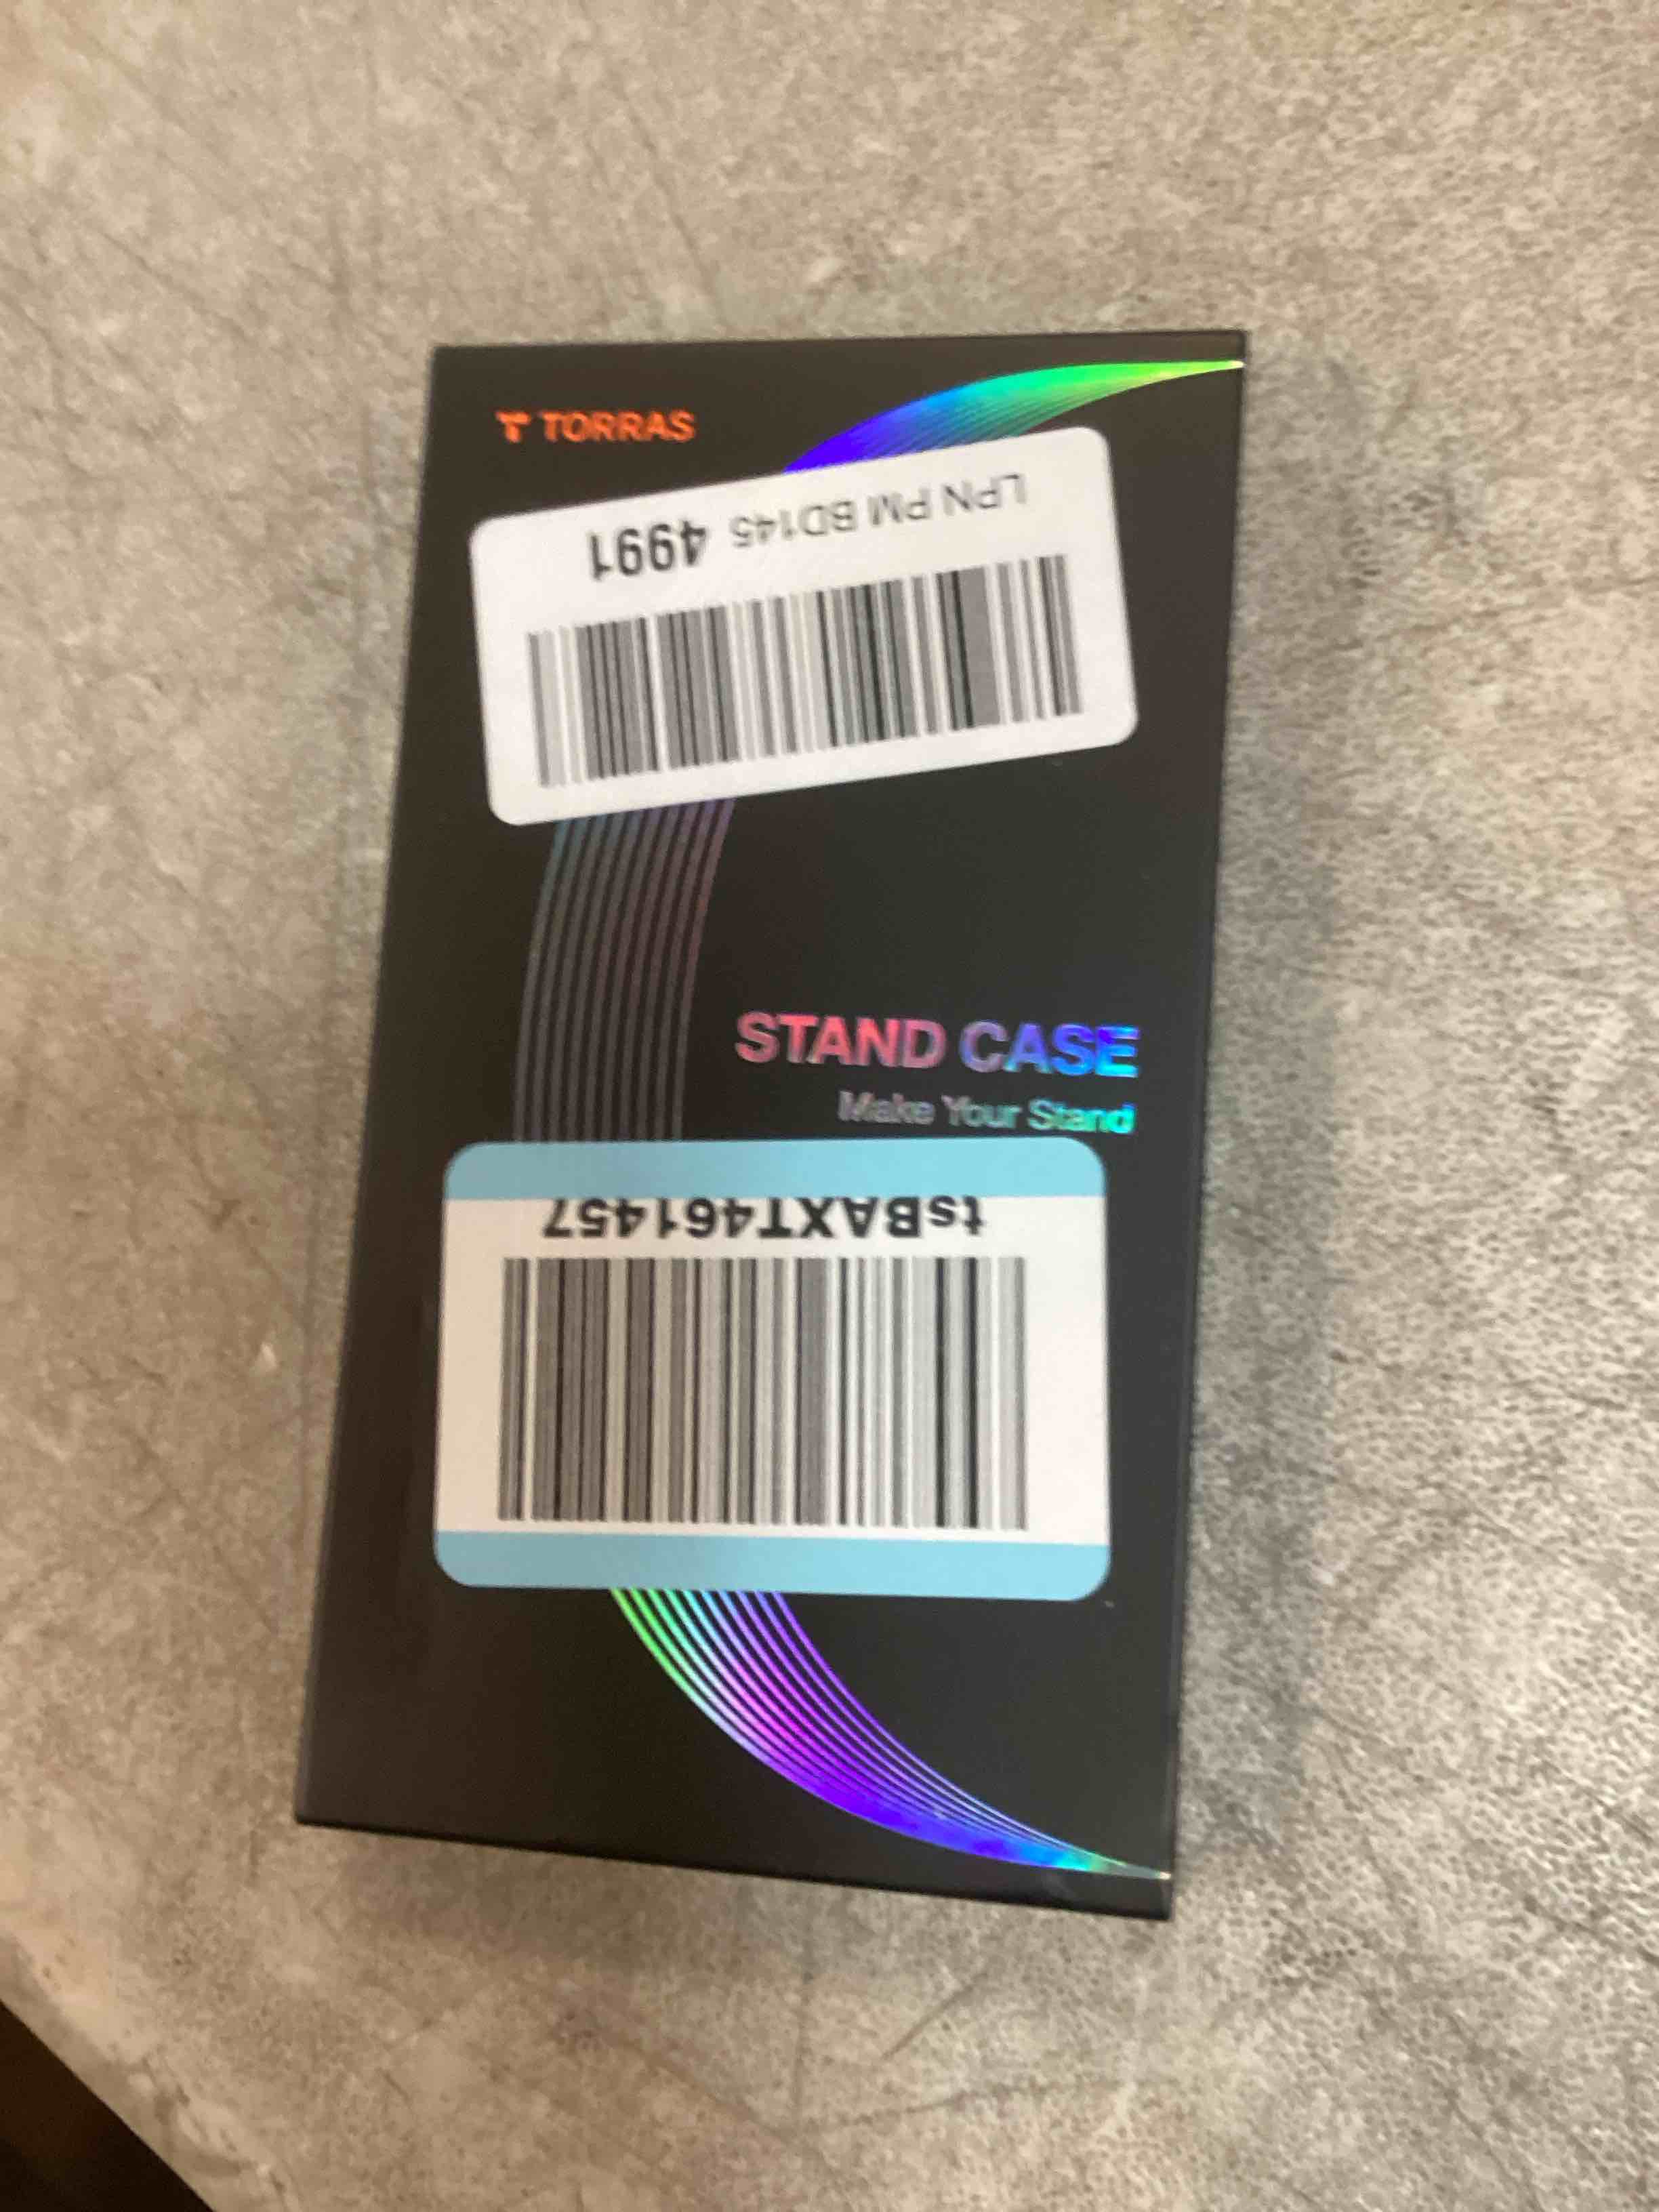 TORRAS
LPN PM BD145 4991
STAND CASE
Make Your Stand
tsBAXT461457